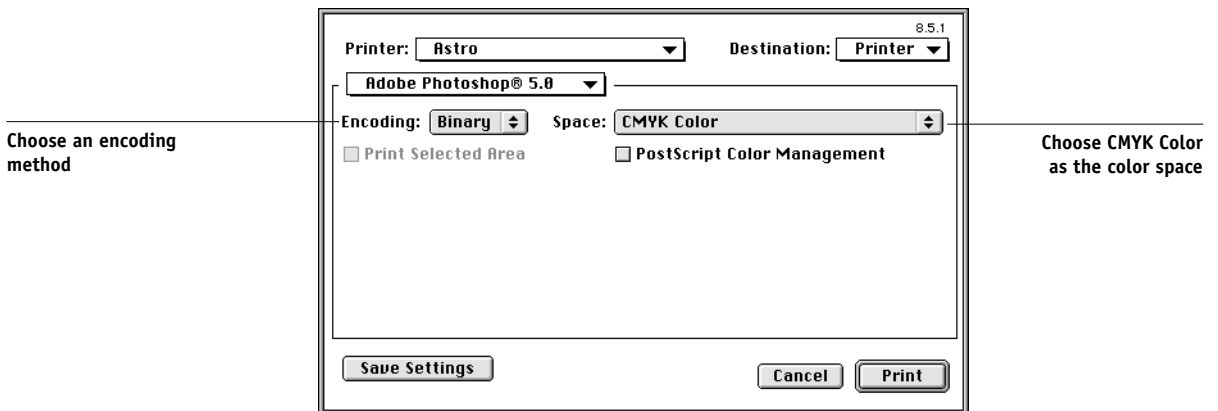 8.5.1
Printer: Astro Destination: Printer
Adobe Photoshop® 5.0
Encoding: Binary Space: CMYK Color
Print Selected Area PostScript Color Management
Choose an encoding
method
Choose CMYK Color
as the color space
Save Settings Cancel Print